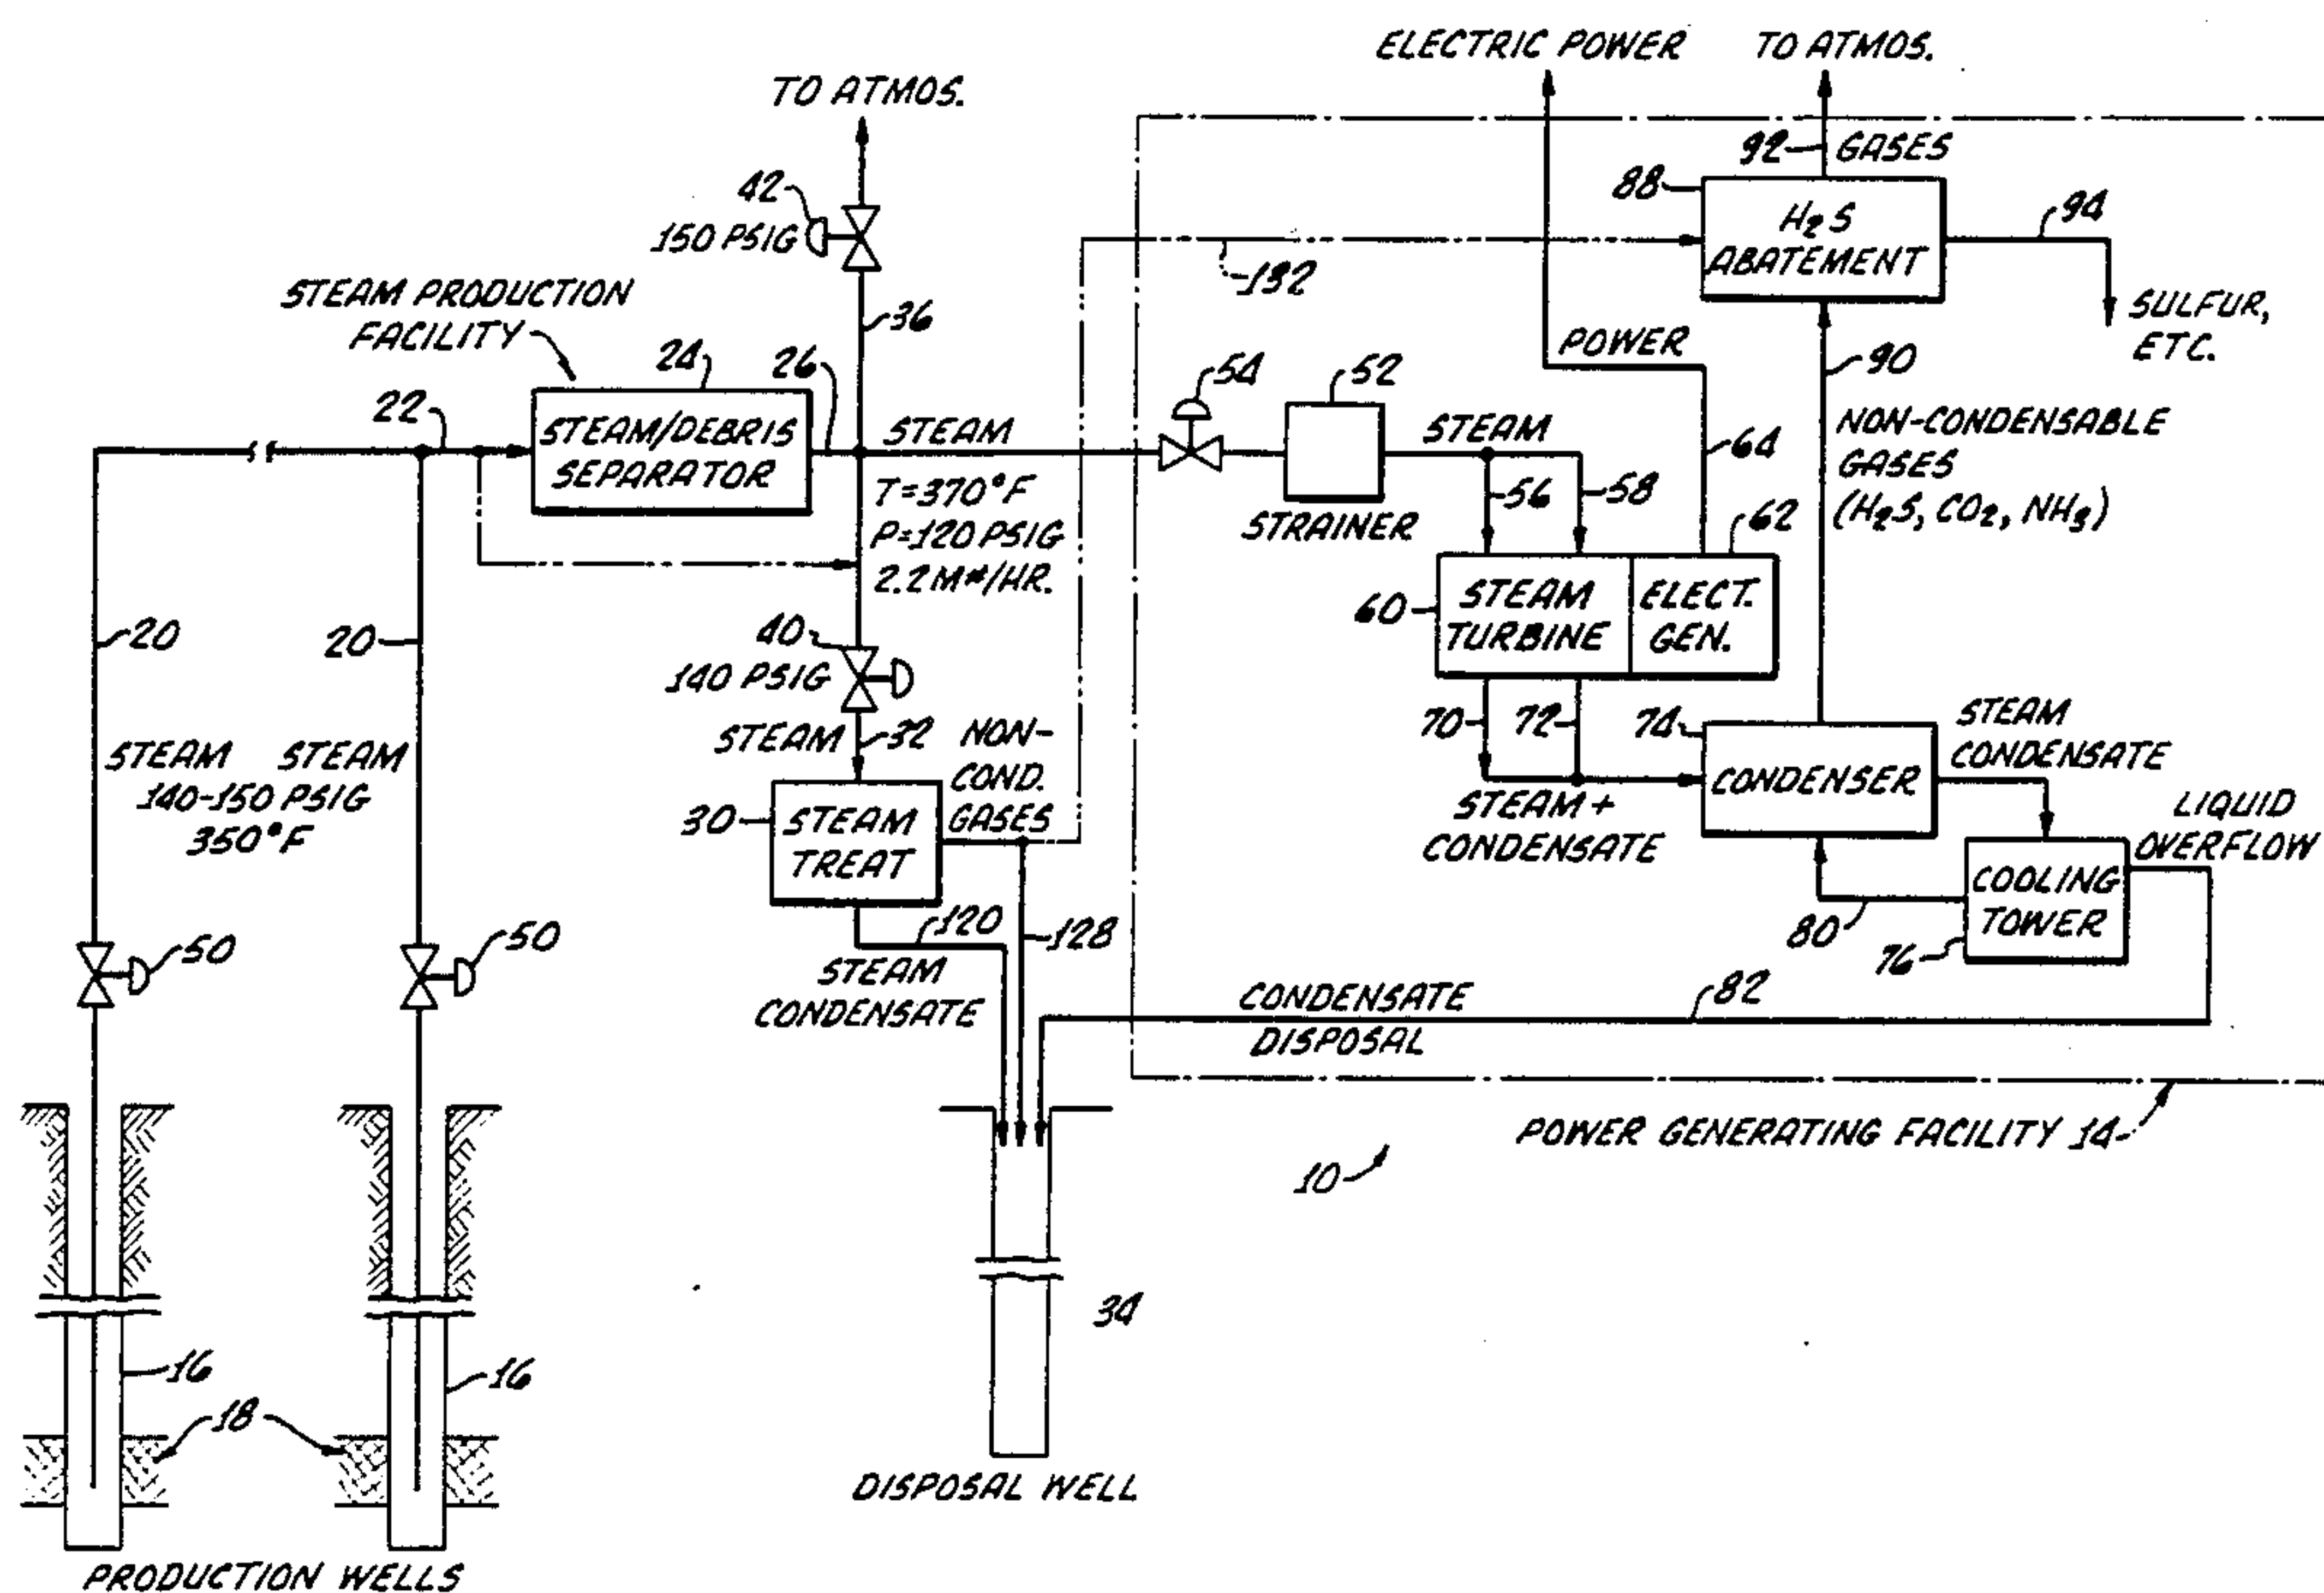 ELECTRIC POWER
TO ATMOS.
TO ATMOS.
92
GASES
42
150 PSIG
88
H₂S
ABATEMENT
94
132
STEAM PRODUCTION
FACILITY
36
SULFUR,
ETC.
POWER
90
24
26
54
52
22
STEAM/DEBRIS
SEPARATOR
STEAM
STEAM
64
NON-CONDENSABLE
GASES
(H₂S, CO₂, NH₃)
T=370°F
P=120 PSIG
2.2M#/HR.
STRAINER
56
58
62
60
STEAM
TURBINE
ELECT.
GEN.
20
20
40
140 PSIG
STEAM
32
NON-
COND.
GASES
70
72
74
STEAM
CONDENSATE
STEAM
STEAM
140-150 PSIG
350°F
30
STEAM
TREAT
STEAM+
CONDENSATE
CONDENSER
LIQUID
OVERFLOW
COOLING
TOWER
80
76
120
128
50
50
STEAM
CONDENSATE
CONDENSATE
DISPOSAL
82
POWER GENERATING FACILITY 14
10
34
16
16
18
DISPOSAL WELL
PRODUCTION WELLS